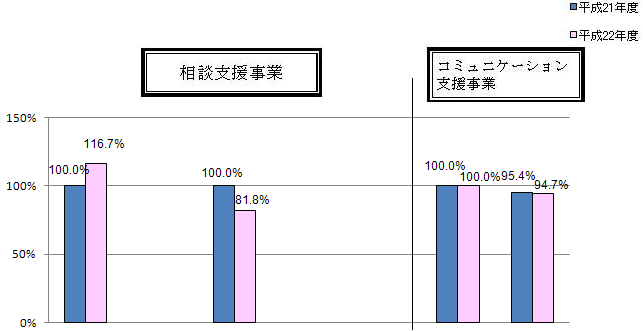 平成21年度
平成22年度
相談支援事業
コミュニケーション
支援事業
150%
100%
50%
0%
100.0%
116.7%
100.0%
81.8%
100.0%
100.0%
95.4%
94.7%